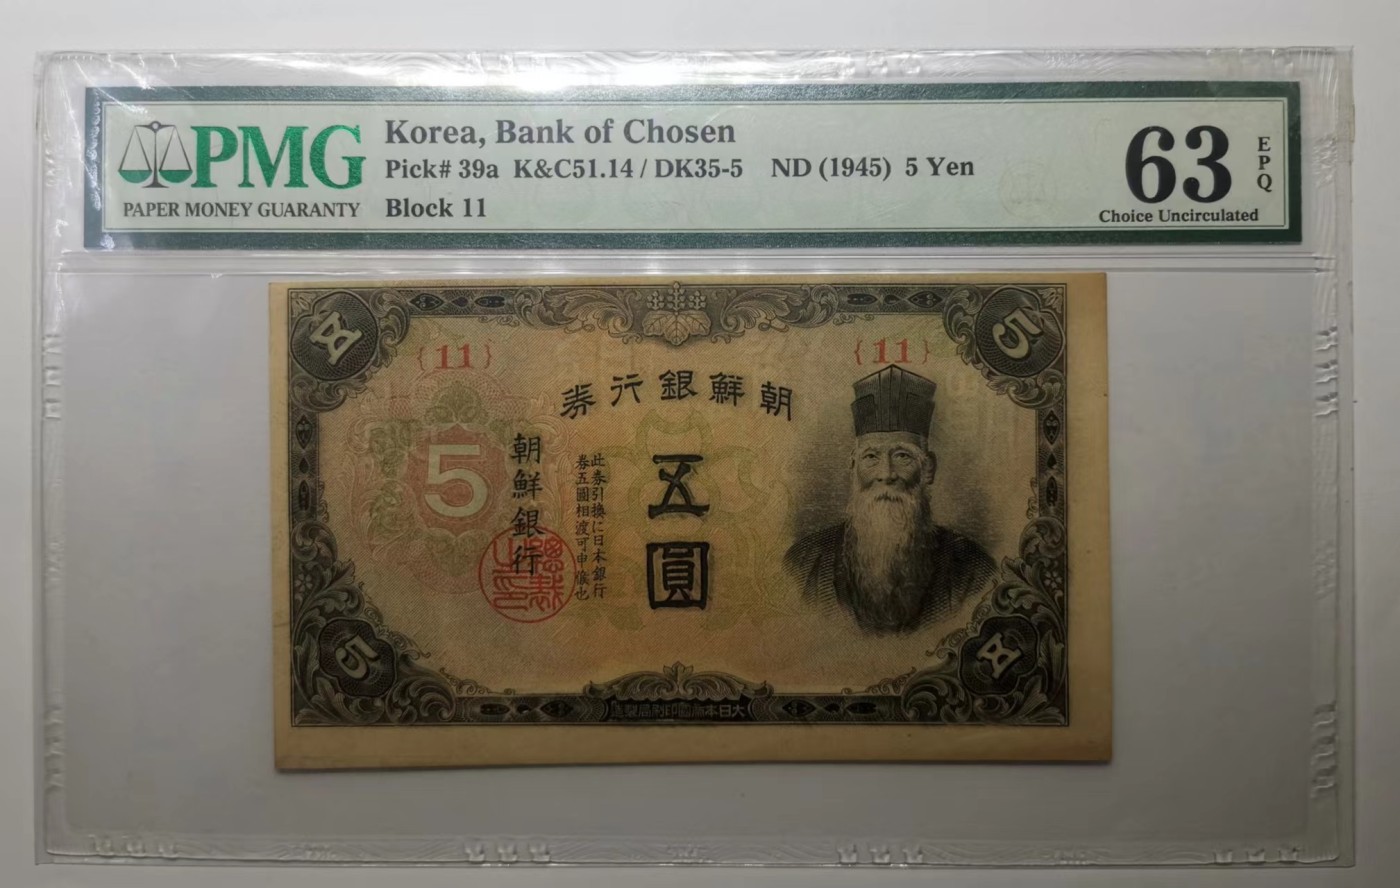 PMG
PAPER MONEY GUARANTY
Korea, Bank of Chosen
Pick# 39a K&C51.14 / DK35-5 ND (1945) 5 Yen
Block 11
63
EPQ
Choice Uncirculated
五
5
{11}
{11}
朝鮮銀行券
5
朝鮮銀行
此券引換に日本銀行
券五圓相渡可申候也
五圓
5
五
大日本帝國印刷局製造